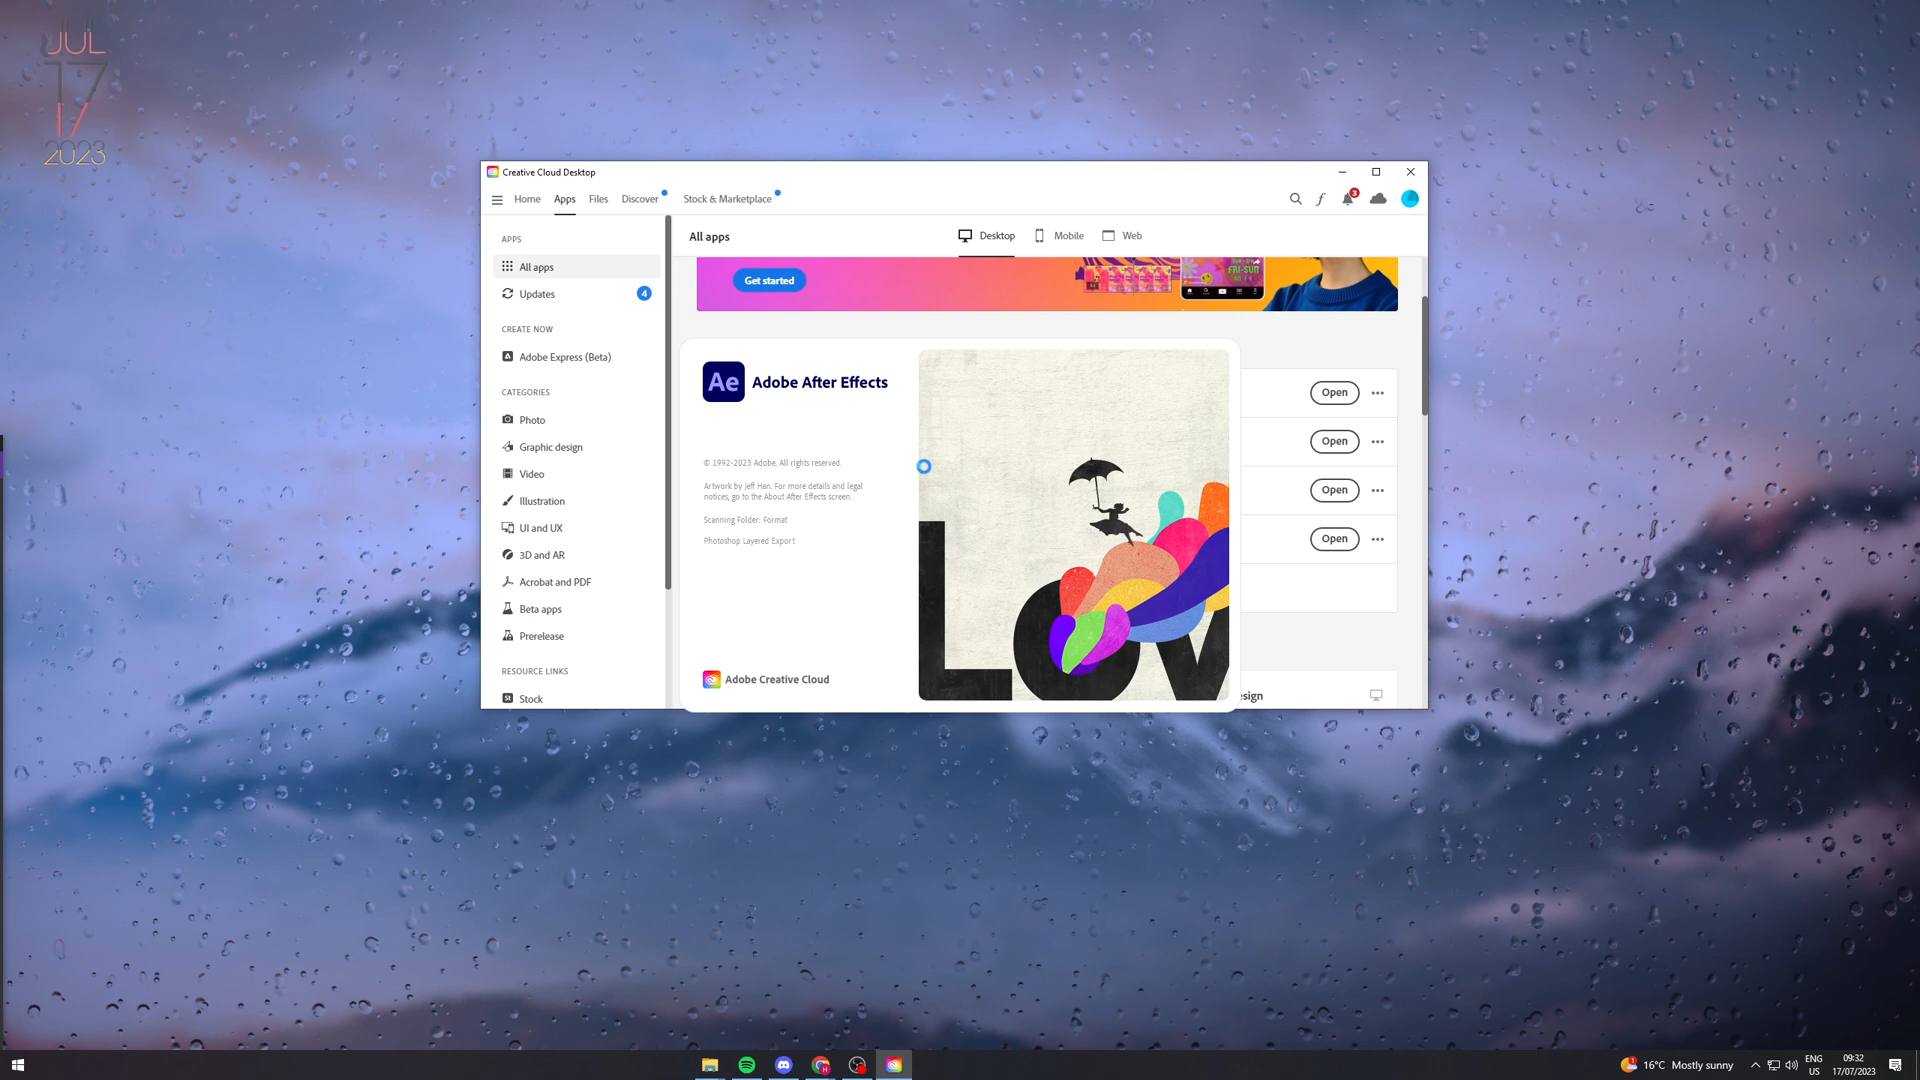 JUL
17
17
2023
Creative Cloud Desktop
Home
Apps
Files
Discover
Stock & Marketplace
3
APPS
All apps
Updates
4
CREATE NOW
Adobe Express (Beta)
CATEGORIES
Photo
Graphic design
Video
Illustration
UI and UX
3D and AR
Acrobat and PDF
Beta apps
Prerelease
RESOURCE LINKS
St Stock
All apps
Desktop
Mobile
Web
Get started
FRI-SUN
Ae Adobe After Effects
© 1992-2023 Adobe. All rights reserved.
Artwork by Jeff Han. For more details and legal
notices, go to the About After Effects screen.
Scanning Folder: Format
Photoshop Layered Export
Adobe Creative Cloud
LOV
Open
Open
Open
Open
esign
16°C Mostly sunny
ENG
US
09:32
17/07/2023